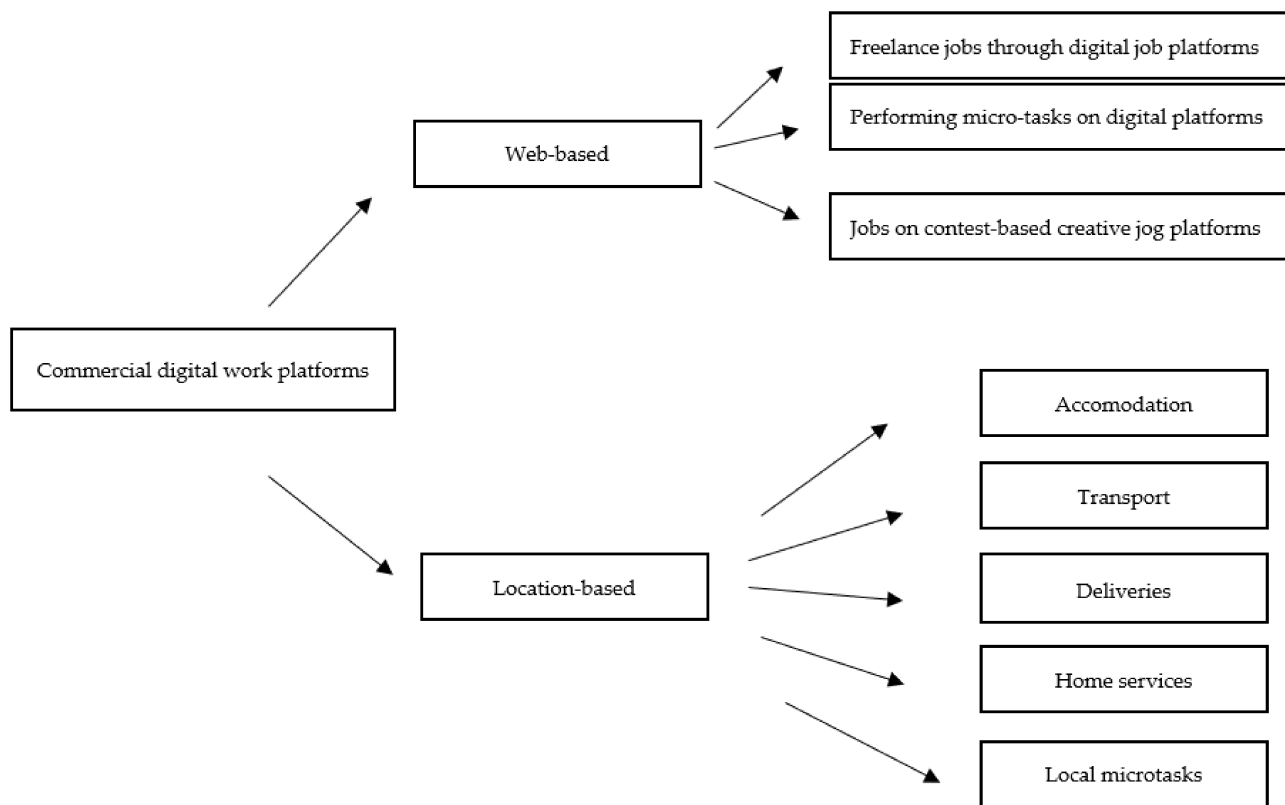 Freelance jobs through digital job platforms
Performing micro-tasks on digital platforms
Web-based
Jobs on contest-based creative jog platforms
Commercial digital work platforms
Accomodation
Transport
Location-based
Deliveries
Home services
Local microtasks